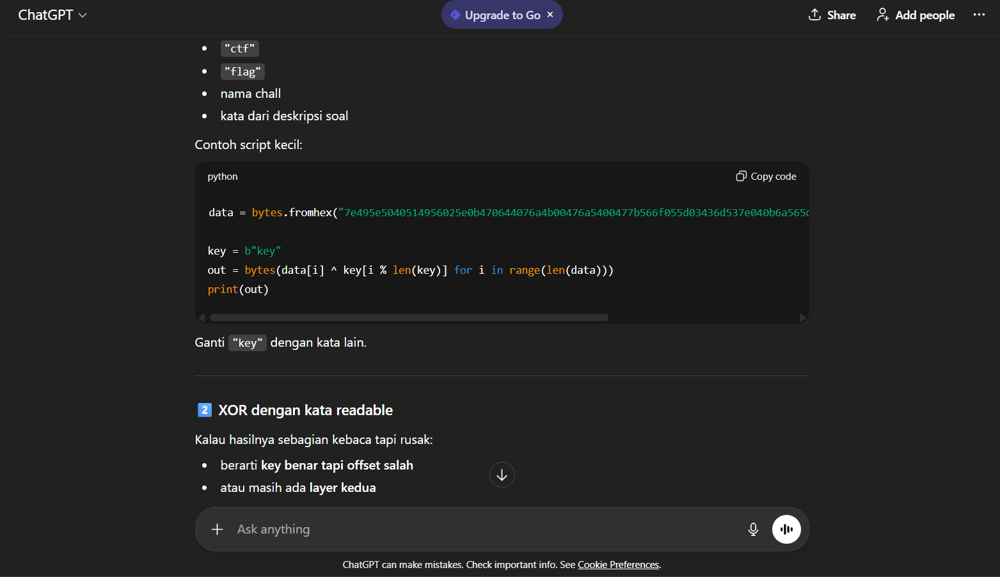 ChatGPT
Upgrade to Go ×
Share
Add people
"ctf"
"flag"
nama chall
kata dari deskripsi soal
Contoh script kecil:
python
Copy code
data = bytes.fromhex("7e495e5040514956025e0b470644076a4b00476a5400477b566f055d03436d537e040b6a565c
key = b"key"
out = bytes(data[i] ^ key[i % len(key)] for i in range(len(data)))
print(out)
Ganti "key" dengan kata lain.
2 XOR dengan kata readable
Kalau hasilnya sebagian kebaca tapi rusak:
berarti key benar tapi offset salah
atau masih ada layer kedua
Ask anything
ChatGPT can make mistakes. Check important info. See Cookie Preferences.